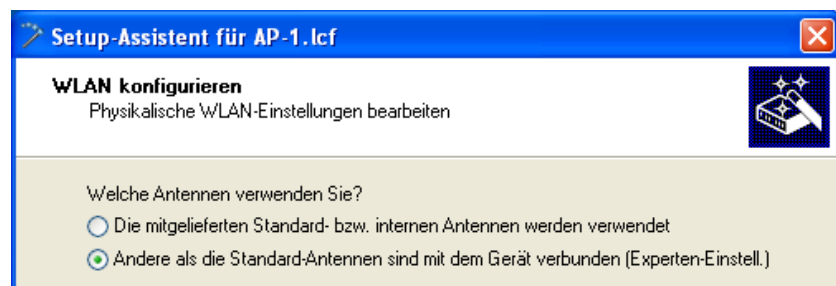 Setup-Assistent für AP-1.lcf
WLAN konfigurieren
Physikalische WLAN-Einstellungen bearbeiten
Welche Antennen verwenden Sie?
Die mitgelieferten Standard- bzw. internen Antennen werden verwendet
Andere als die Standard-Antennen sind mit dem Gerät verbunden (Experten-Einstell.)